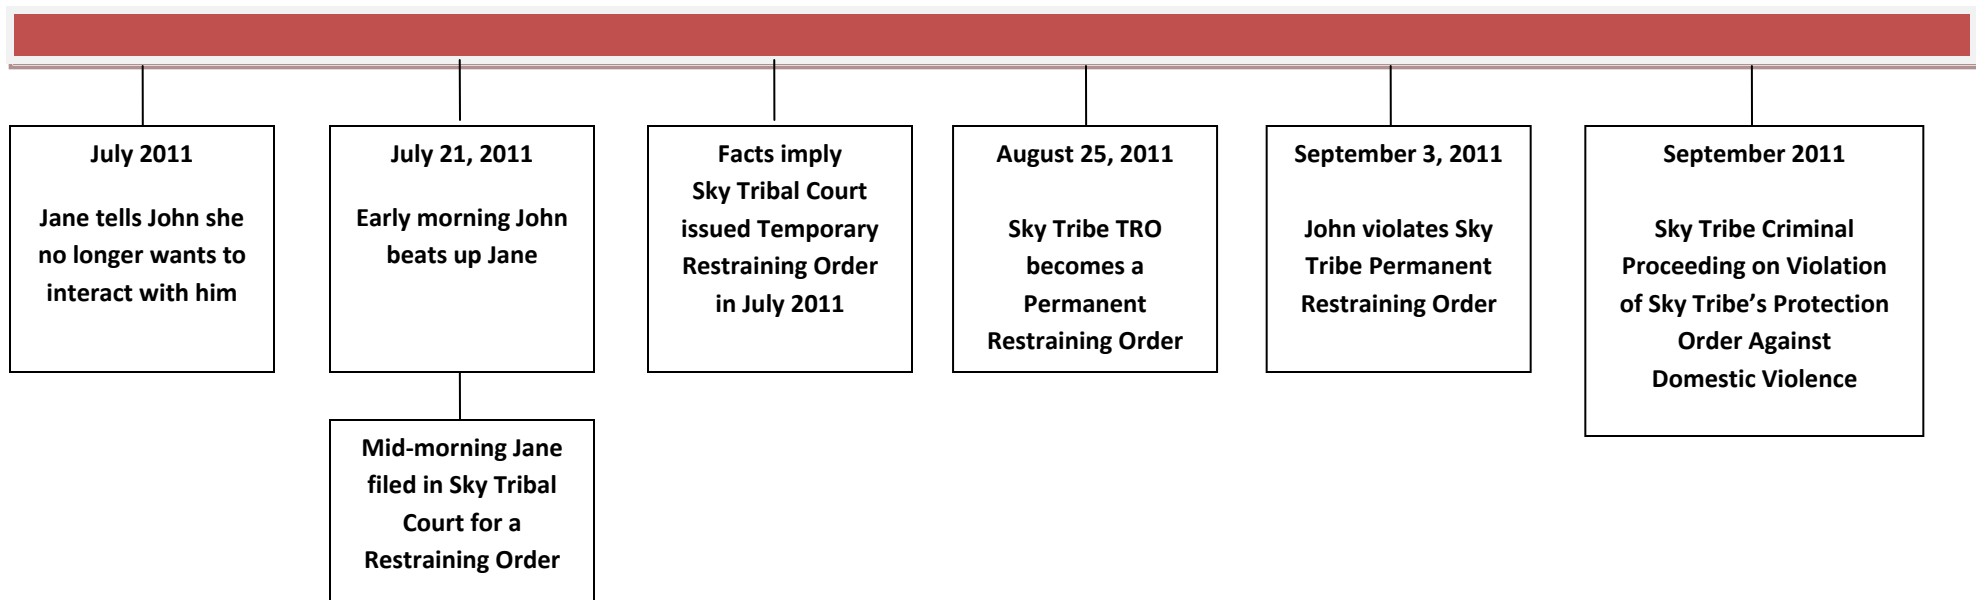 July 2011
Jane tells John she
no longer wants to
interact with him
July 21, 2011
Early morning John
beats up Jane
Mid-morning Jane
filed in Sky Tribal
Court for a
Restraining Order
Facts imply
Sky Tribal Court
issued Temporary
Restraining Order
in July 2011
August 25, 2011
Sky Tribe TRO
becomes a
Permanent
Restraining Order
September 3, 2011
John violates Sky
Tribe Permanent
Restraining Order
September 2011
Sky Tribe Criminal
Proceeding on Violation
of Sky Tribe’s Protection
Order Against
Domestic Violence